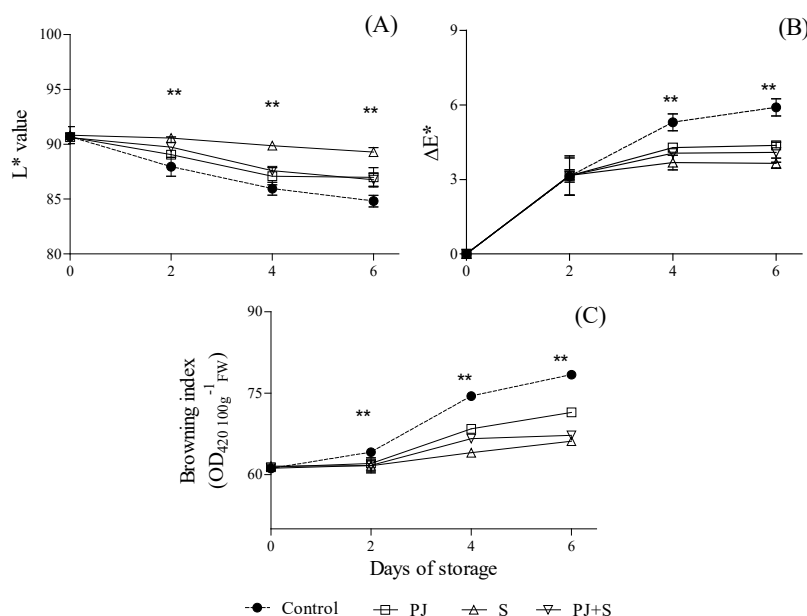 (A)
100
95
90
85
80
L* value
**
**
**
0 2 4 6
(B)
9
6
3
0
ΔE*
**
**
0 2 4 6
(C)
90
75
60
Browning index
(OD420 100g-1 FW)
**
**
**
0 2 4 6
Days of storage
Control PJ S PJ+S